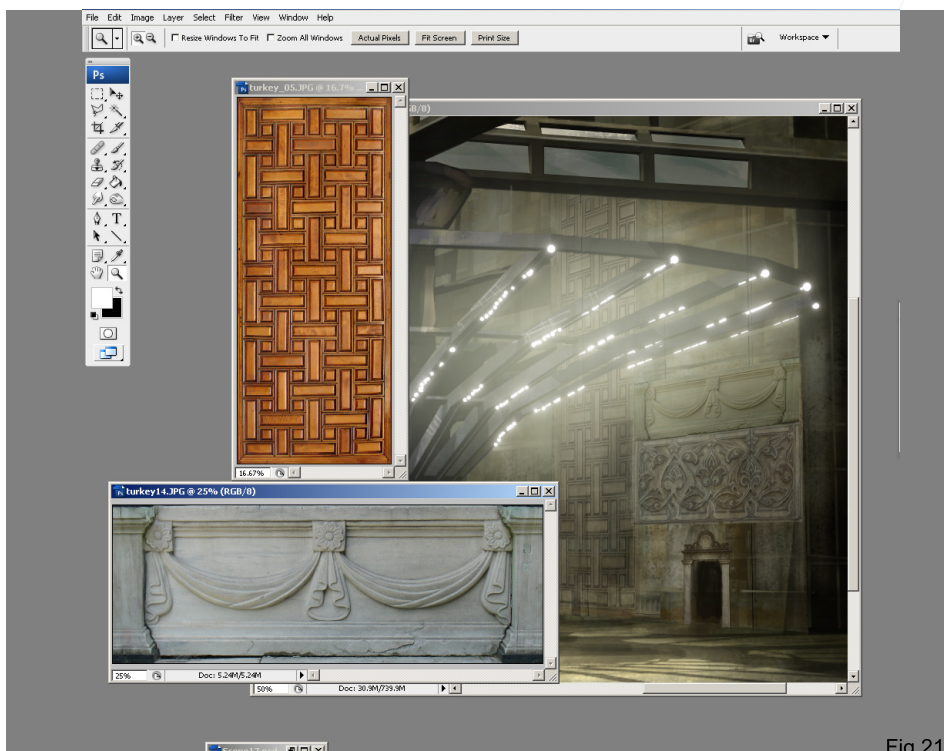 File Edit Image Layer Select Filter View Window Help
Resize Windows To Fit Zoom All Windows Actual Pixels Fit Screen Print Size Workspace
Ps
turkey_05.JPG @ 16.7% ...
8/8)
T
16.67%
turkey14.JPG @ 25% (RGB/8)
25% Doc: 5.24M/5.24M
50% Doc: 30.9M/739.9M
Fig 21